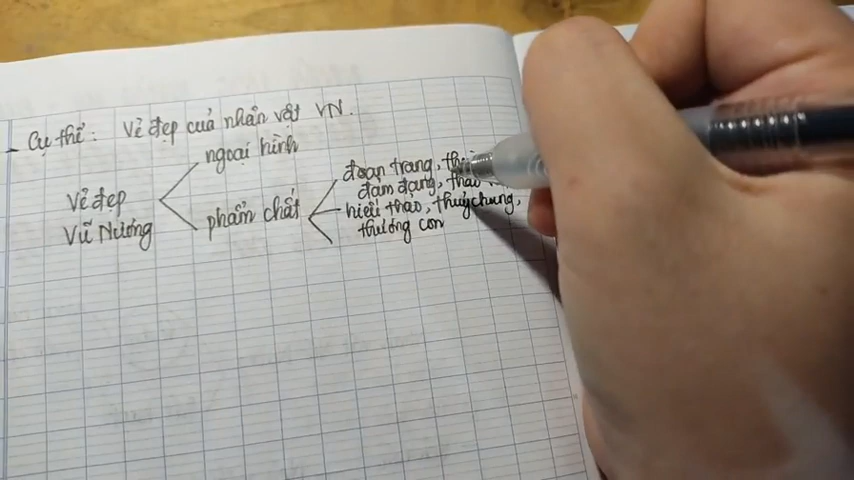 - Cụ thể: Vẻ đẹp của nhân vật VN.
ngoại hình
Vẻ đẹp
Vũ Nương
phẩm chất
đoan trang,
đảm đang,
hiếu thảo, thủy chung,
thương con